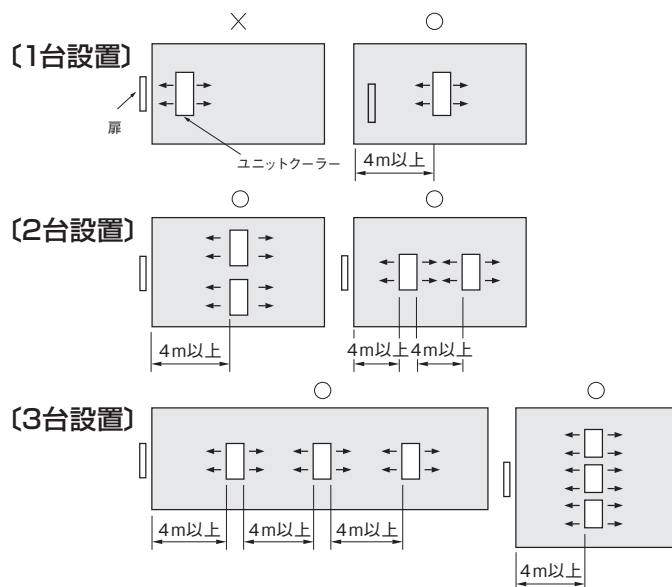 × ○
〔1台設置〕
扉
ユニットクーラー
4m以上
○ ○
〔2台設置〕
4m以上
4m以上 4m以上
○ ○
〔3台設置〕
4m以上 4m以上 4m以上
4m以上